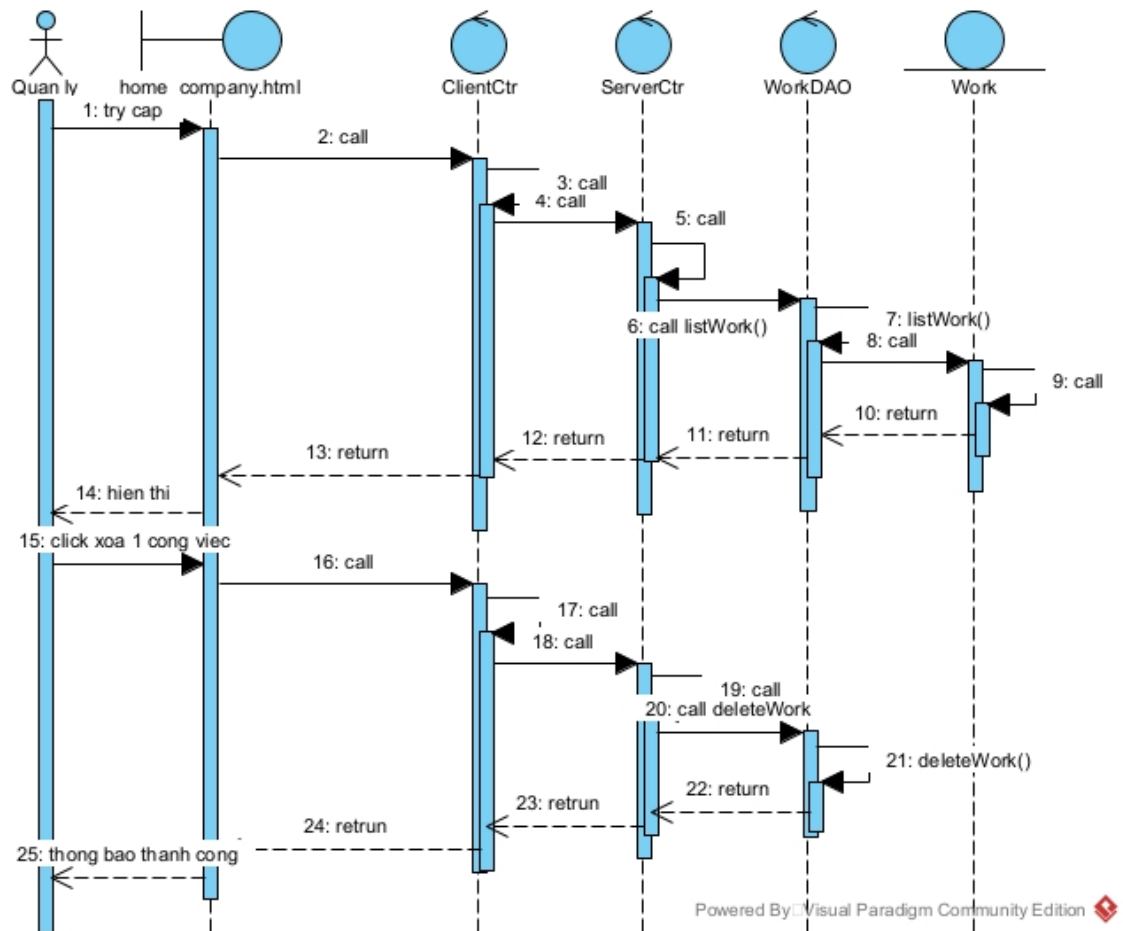 Quan ly
home company.html
ClientCtr
ServerCtr
WorkDAO
Work
1: try cap
2: call
3: call
4: call
5: call
6: call listWork()
7: listWork()
8: call
9: call
10: return
11: return
12: return
13: return
14: hien thi
15: click xoa 1 cong viec
16: call
17: call
18: call
19: call
20: call deleteWork
21: deleteWork()
22: return
23: retrun
24: retrun
25: thong bao thanh cong
Powered By Visual Paradigm Community Edition